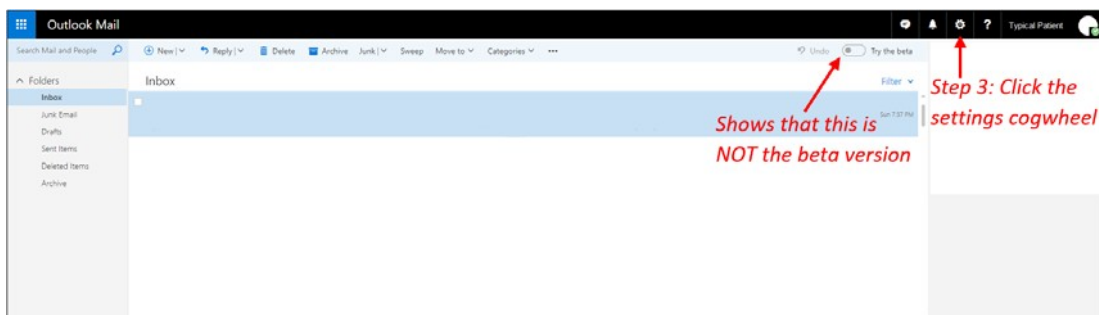 Outlook Mail
? Typical Patient
Search Mail and People
New | Reply | Delete Archive Junk | Sweep Move to Categories ... Undo Try the beta
Folders
Inbox
Filter
Inbox
Junk Email
Drafts
Sent Items
Deleted Items
Archive
Sun 7:37 PM
Shows that this is
NOT the beta version
Step 3: Click the
settings cogwheel